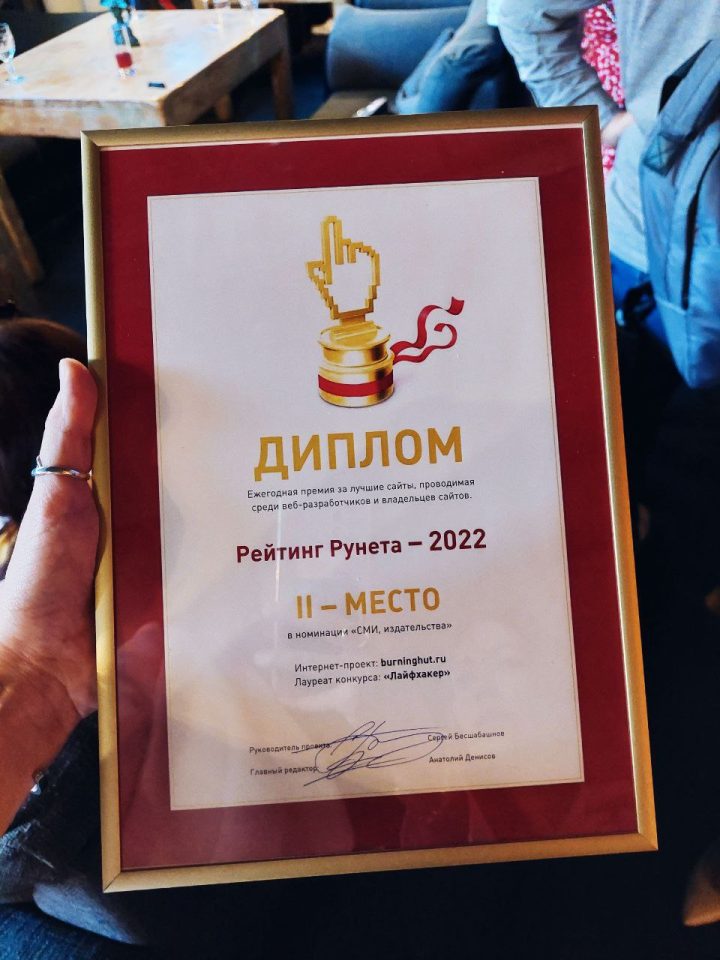 ДИПЛОМ
Ежегодная премия за лучшие сайты, проводимая
среди веб-разработчиков и владельцев сайтов.
Рейтинг Рунета – 2022
II – МЕСТО
в номинации «СМИ, издательства»
Интернет-проект: burninghut.ru
Лауреат конкурса: «Лайфхакер»
Руководитель проекта: Сергей Бесшабашнов
Главный редактор: Анатолий Денисов